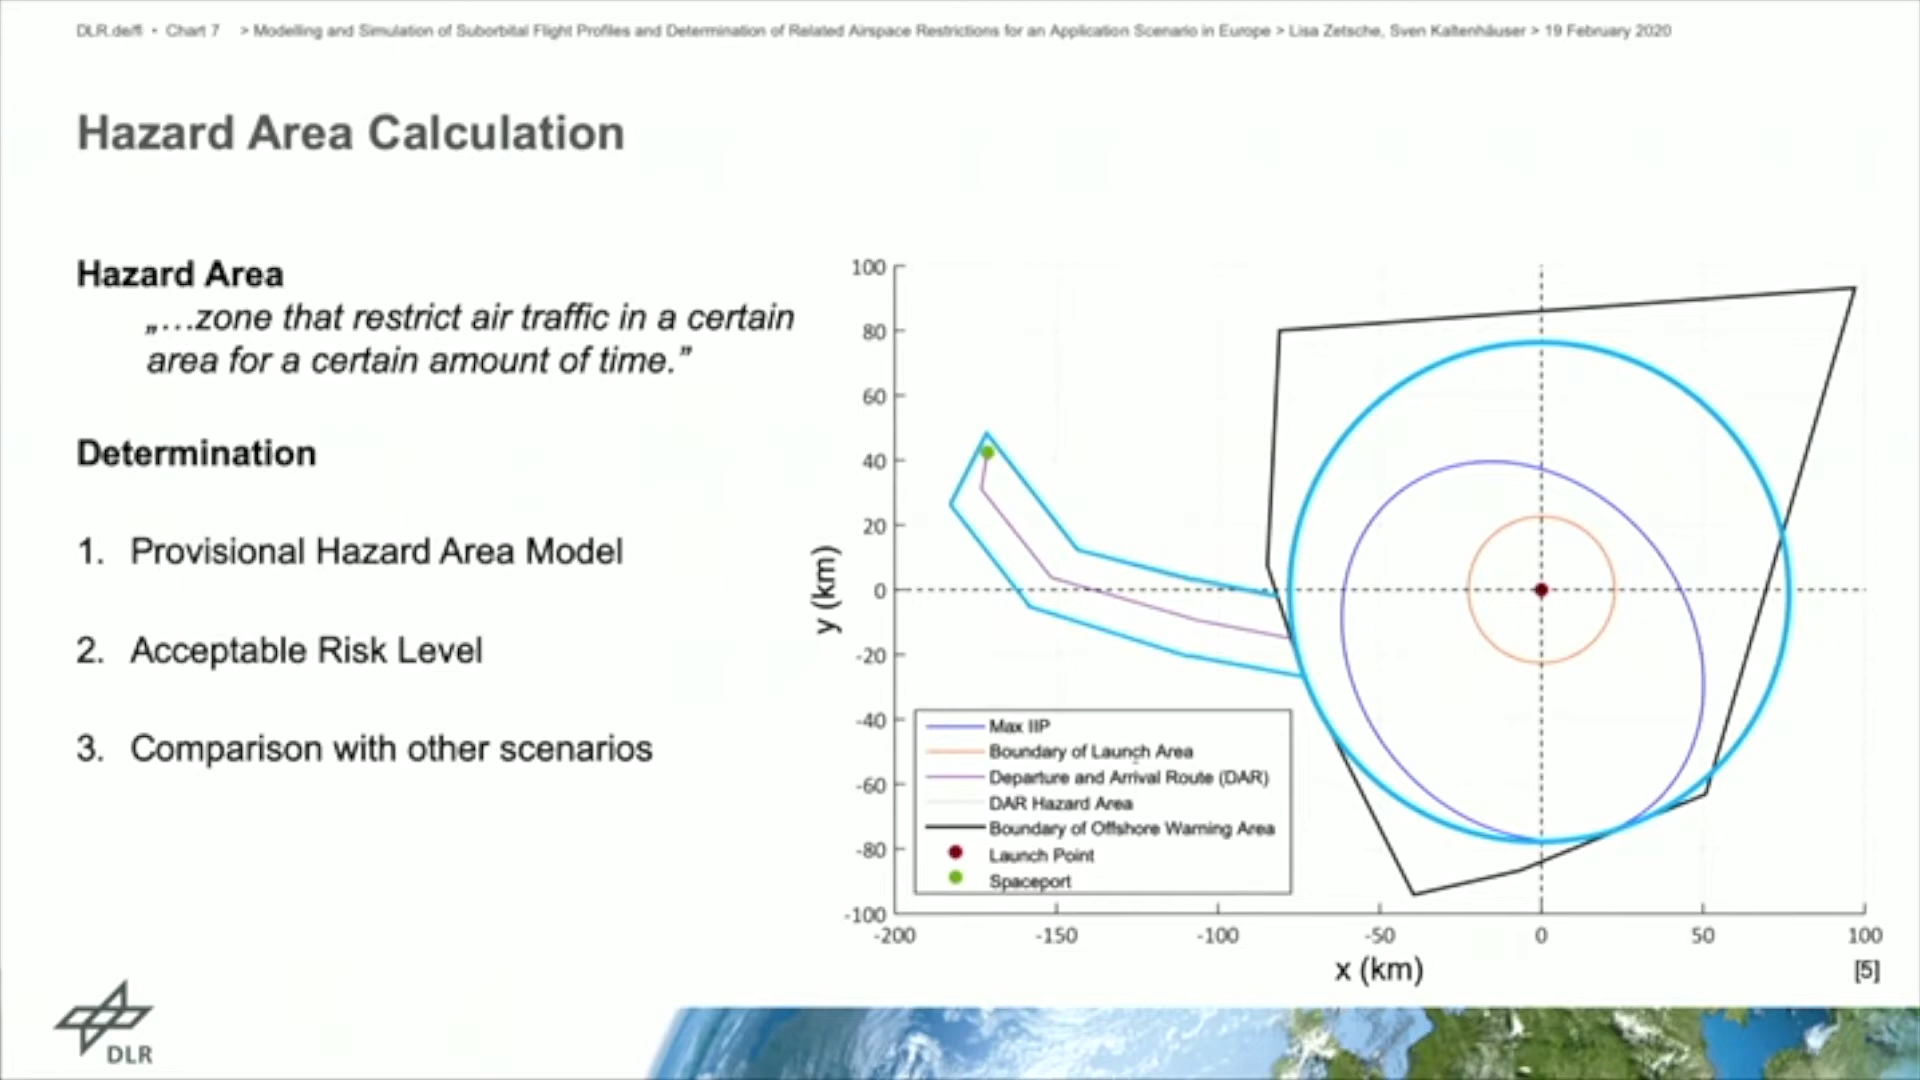 DLR.de/fl • Chart 7 > Modelling and Simulation of Suborbital Flight Profiles and Determination of Related Airspace Restrictions for an Application Scenario in Europe > Lisa Zetsche, Sven Kaltenhäuser > 19 February 2020
Hazard Area Calculation
Hazard Area
„…zone that restrict air traffic in a certain
area for a certain amount of time.”
Determination
1. Provisional Hazard Area Model
2. Acceptable Risk Level
3. Comparison with other scenarios
100
80
60
40
20
0
-20
-40
-60
-80
-100
y (km)
Max IIP
Boundary of Launch Area
Departure and Arrival Route (DAR)
DAR Hazard Area
Boundary of Offshore Warning Area
Launch Point
Spaceport
-200 -150 -100 -50 0 50 100
x (km)
[5]
DLR